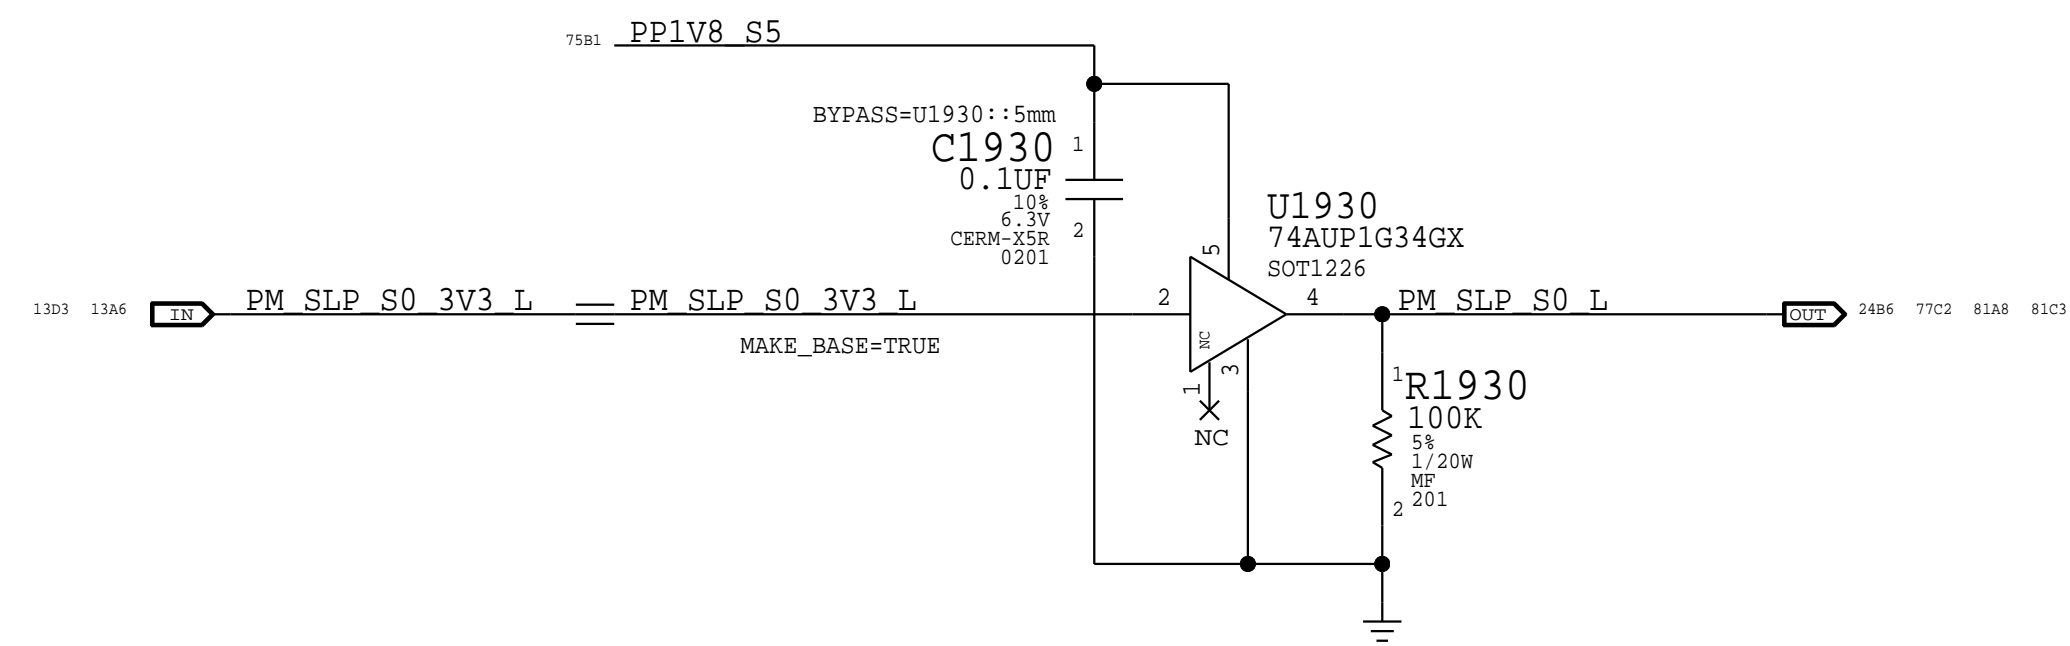 75B1 PP1V8_S5
BYPASS=U1930::5mm
C1930 1
0.1UF
10%
6.3V
CERM-X5R 2
0201
U1930
74AUP1G34GX
SOT1226
5
13D3 13A6 IN PM_SLP_S0_3V3_L PM_SLP_S0_3V3_L 2 4 PM_SLP_S0_L OUT 24B6 77C2 81A8 81C3
MAKE_BASE=TRUE
NC
1 3
NC
1 R1930
100K
5%
1/20W
MF
201
2